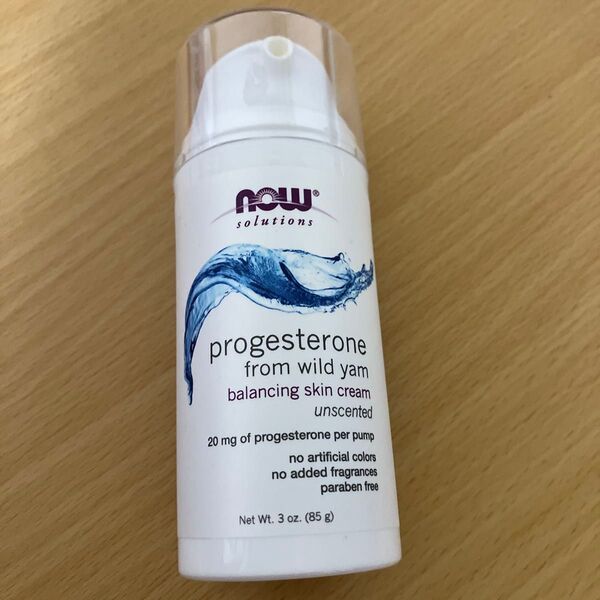 now®
solutions
progesterone
from wild yam
balancing skin cream
unscented
20 mg of progesterone per pump
no artificial colors
no added fragrances
paraben free
Net Wt. 3 oz. (85 g)